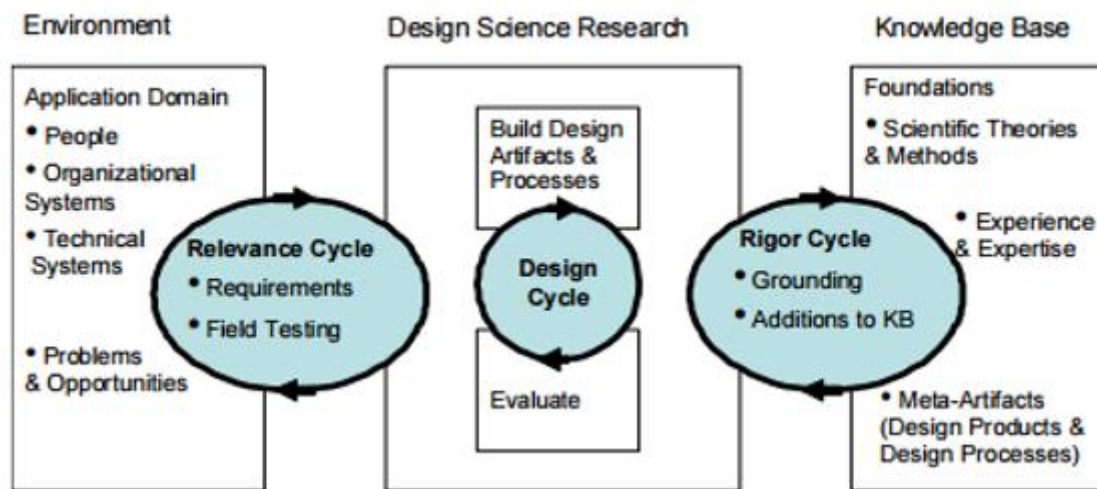 Environment
Design Science Research
Knowledge Base
Application Domain
• People
• Organizational
Systems
• Technical
Systems
• Problems
& Opportunities
Relevance Cycle
• Requirements
• Field Testing
Build Design
Artifacts &
Processes
Design
Cycle
Evaluate
Rigor Cycle
• Grounding
• Additions to KB
Foundations
• Scientific Theories
& Methods
• Experience
& Expertise
• Meta-Artifacts
(Design Products &
Design Processes)